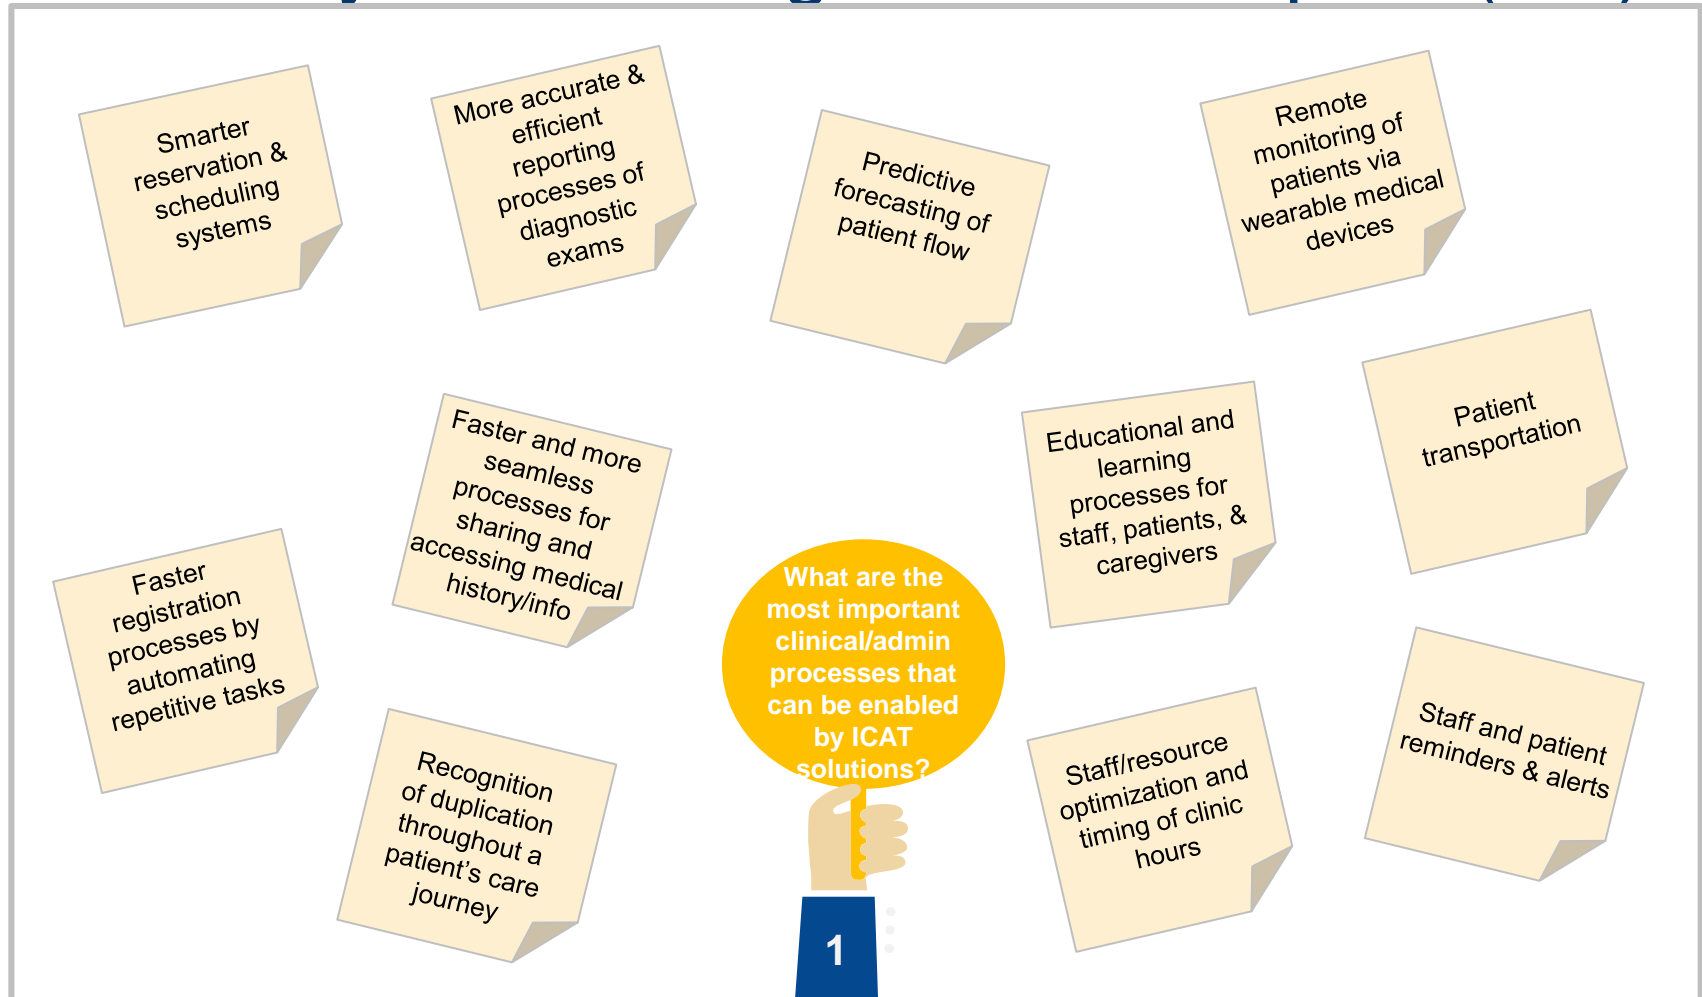 Smarter
reservation &
scheduling
systems
More accurate &
efficient
reporting
processes of
diagnostic
exams
Predictive
forecasting of
patient flow
Remote
monitoring of
patients via
wearable medical
devices
Patient
transportation
Faster and more
seamless
processes for
sharing and
accessing medical
history/info
Educational and
learning
processes for
staff, patients, &
caregivers
Faster
registration
processes by
automating
repetitive tasks
What are the
most important
clinical/admin
processes that
can be enabled
by ICAT
solutions?
Recognition
of duplication
throughout a
patient’s care
journey
Staff/resource
optimization and
timing of clinic
hours
Staff and patient
reminders & alerts
1